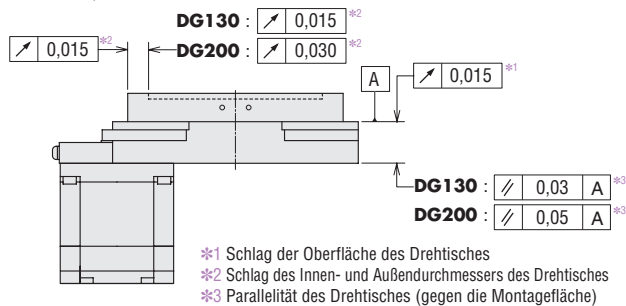 DG130 : ↗ 0,015 *2
↗ 0,015 *2
DG200 : ↗ 0,030 *2
A
↗ 0,015 *1
DG130 : // 0,03 A *3
DG200 : // 0,05 A *3
*1 Schlag der Oberfläche des Drehtisches
*2 Schlag des Innen- und Außendurchmessers des Drehtisches
*3 Parallelität des Drehtisches (gegen die Montagefläche)